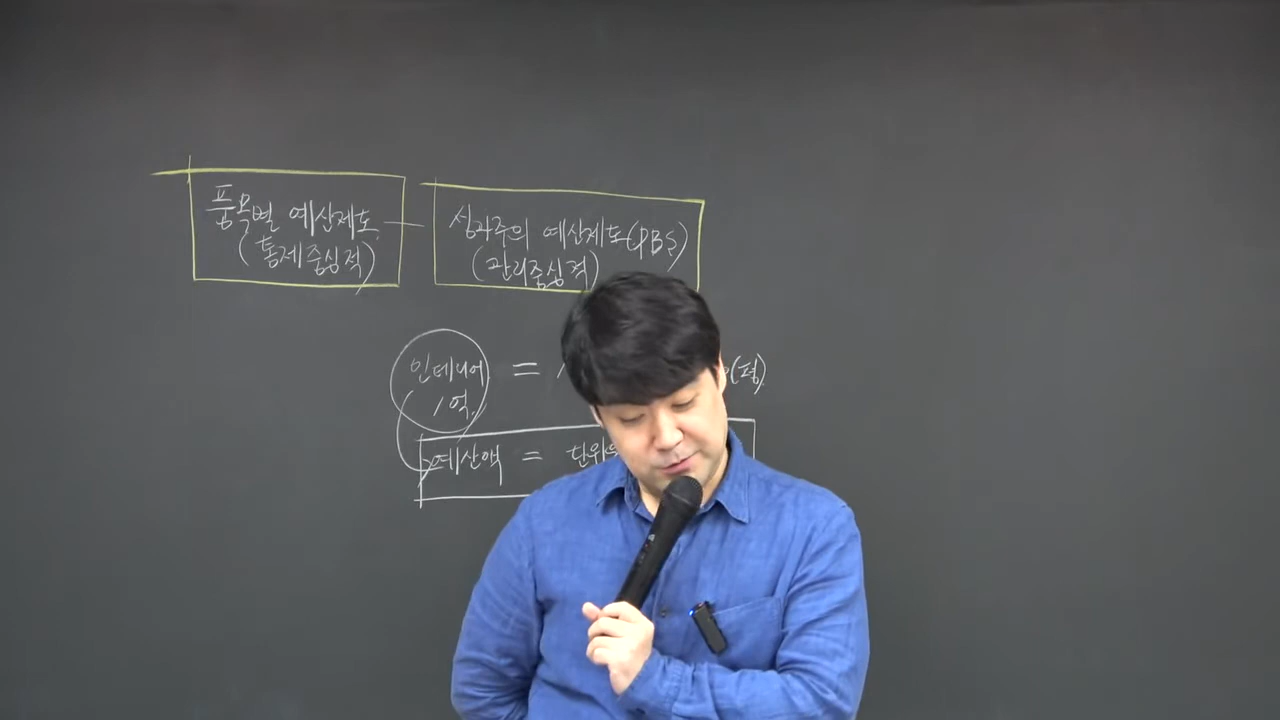 품목별 예산제도
(통제중심적)
성과주의 예산제도(PBS)
(관리중심적)
인테리어 =
(평)
1억
예산액 = 단위